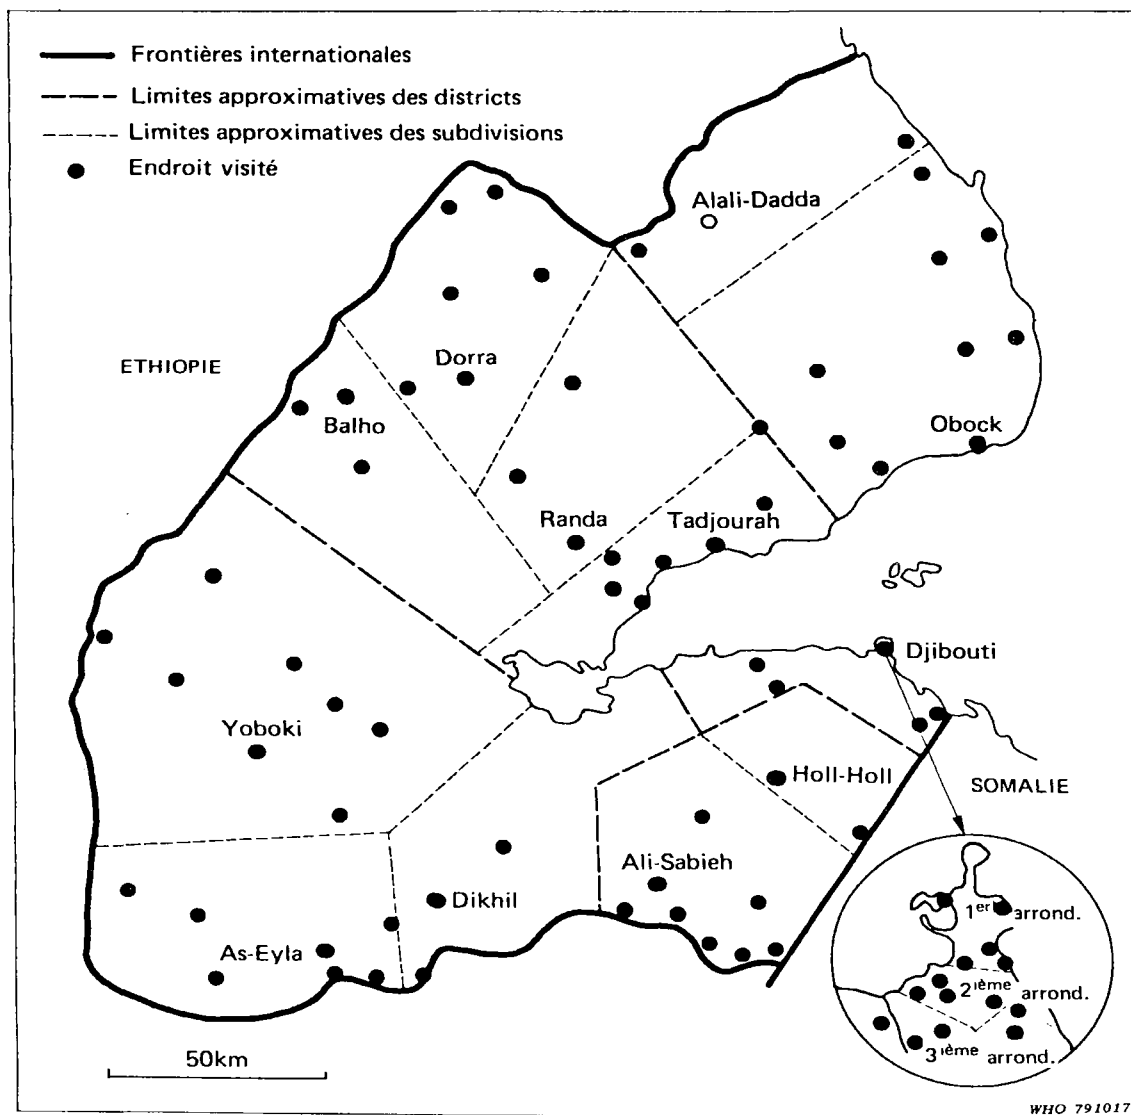 Frontières internationales
Limites approximatives des districts
Limites approximatives des subdivisions
Endroit visité
Alali-Dadda
ETHIOPIE
Dorra
Balho
Obock
Randa
Tadjourah
Djibouti
Yoboki
Holl-Holl
SOMALIE
Ali-Sabieh
Dikhil
1er arrond.
As-Eyla
2ième arrond.
3ième arrond.
50km
WHO 791017